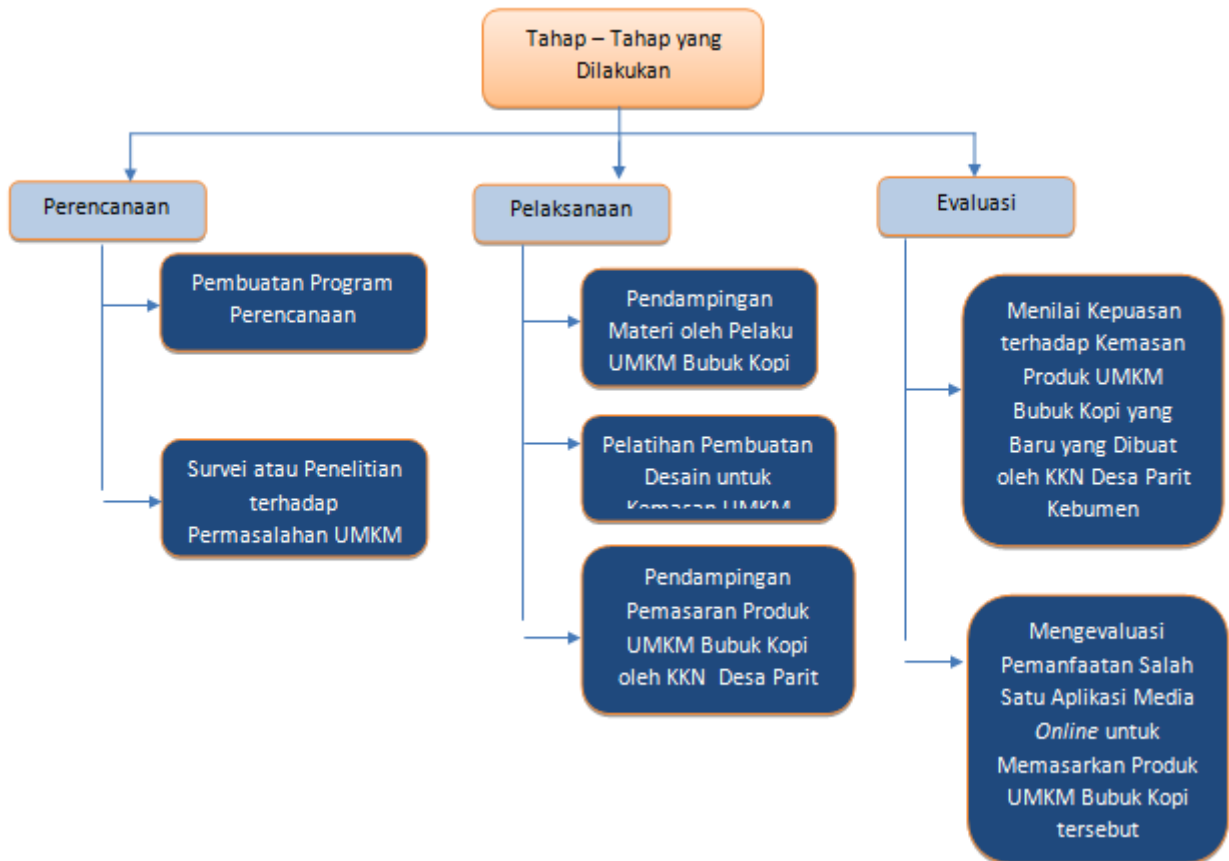 Tahap – Tahap yang
Dilakukan
Perencanaan
Pembuatan Program
Perencanaan
Survei atau Penelitian
terhadap
Permasalahan UMKM
Pelaksanaan
Pendampingan
Materi oleh Pelaku
UMKM Bubuk Kopi
Pelatihan Pembuatan
Desain untuk
Kemasan UMKM
Pendampingan
Pemasaran Produk
UMKM Bubuk Kopi
oleh KKN Desa Parit
Evaluasi
Menilai Kepuasan
terhadap Kemasan
Produk UMKM
Bubuk Kopi yang
Baru yang Dibuat
oleh KKN Desa Parit
Kebumen
Mengevaluasi
Pemanfaatan Salah
Satu Aplikasi Media
Online untuk
Memasarkan Produk
UMKM Bubuk Kopi
tersebut